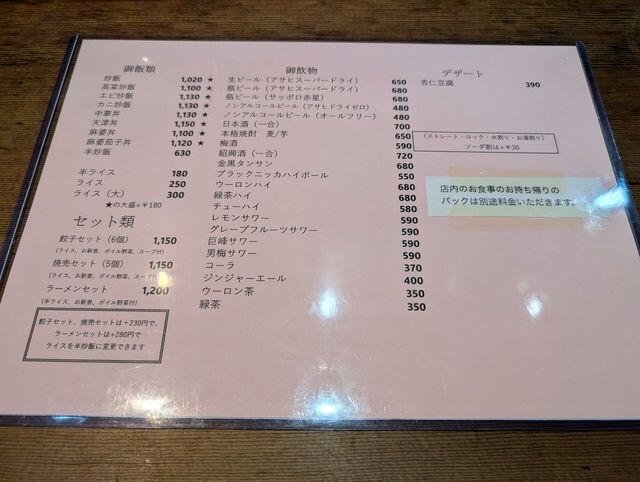 御飯類
炒飯 1,020 ★
高菜炒飯 1,100 ★
エビ炒飯 1,130 ★
カニ炒飯 1,130 ★
中華丼 1,130 ★
天津丼 1,150 ★
麻婆丼 1,100 ★
麻婆茄子丼 1,120 ★
半炒飯 630
半ライス 180
ライス 250
ライス(大) 300
★の大盛+¥180
セット類
餃子セット(6個) 1,150
(ライス、お新香、ボイル野菜、スープ付)
焼売セット(5個) 1,150
(ライス、お新香、ボイル野菜、スープ付)
ラーメンセット 1,200
(半ライス、お新香、ボイル野菜付)
餃子セット、焼売セットは+230円で、
ラーメンセットは+280円で
ライスを半炒飯に変更できます
御飲物
生ビール(アサヒスーパードライ) 650
瓶ビール(アサヒスーパードライ) 680
瓶ビール(サッポロ赤星) 680
ノンアルコールビール(アサヒドライゼロ) 480
ノンアルコールビール(オールフリー) 480
日本酒(一合) 700
本格焼酎 麦/芋 650
(ストレート・ロック・水割り・お湯割り)
ソーダ割は+¥30
梅酒 590
紹興酒(一合) 720
金黒タンサン 680
ブラックニッカハイボール 550
ウーロンハイ 680
緑茶ハイ 680
チューハイ 580
レモンサワー 590
グレープフルーツサワー 590
巨峰サワー 590
男梅サワー 590
コーラ 370
ジンジャーエール 400
ウーロン茶 350
緑茶 350
デザート
杏仁豆腐 390
店内のお食事のお持ち帰りの
パックは別途料金いただきます。